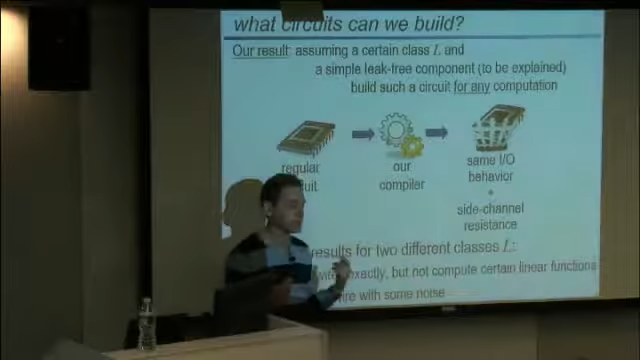 what circuits can we build?
Our result: assuming a certain class L and
a simple leak-free component (to be explained)
build such a circuit for any computation
regular
uit
our
compiler
same I/O
behavior
+
side-channel
resistance
results for two different classes L:
exactly, but not compute certain linear functions
ire with some noise